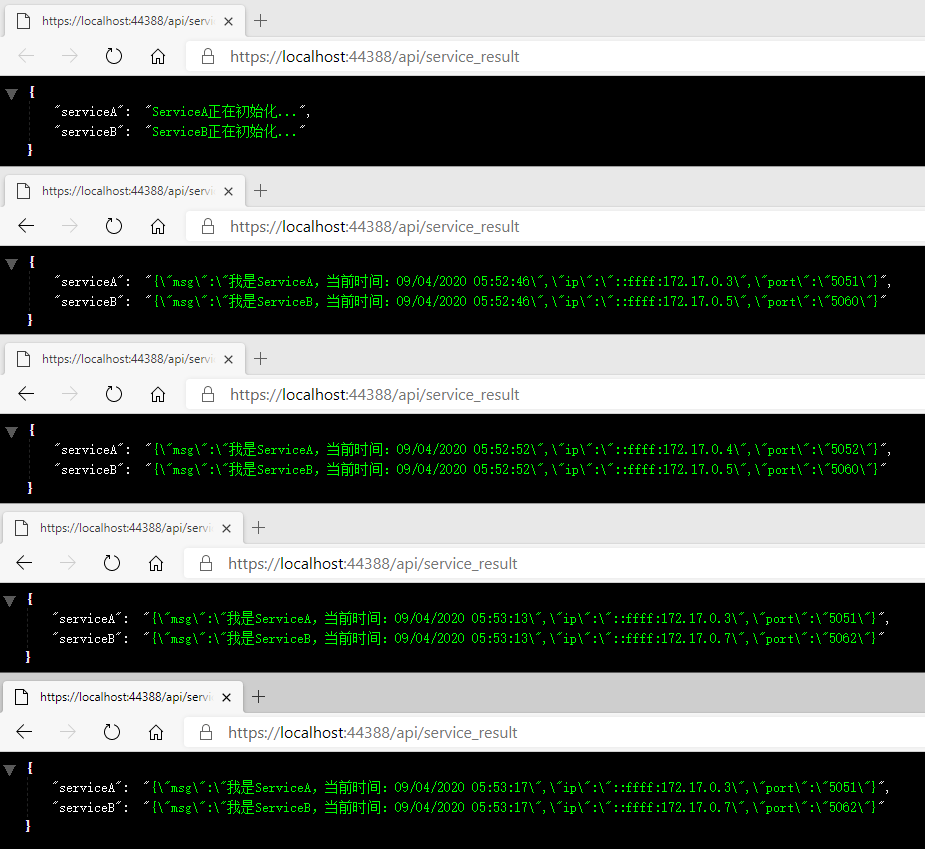 https://localhost:44388/api/servi
https://localhost:44388/api/service_result
{
"serviceA": "ServiceA正在初始化...",
"serviceB": "ServiceB正在初始化..."
}
https://localhost:44388/api/servi
https://localhost:44388/api/service_result
{
"serviceA": "{\"msg\":\"我是ServiceA，当前时间：09/04/2020 05:52:46\",\"ip\":\"::ffff:172.17.0.3\",\"port\":\"5051\"}",
"serviceB": "{\"msg\":\"我是ServiceB，当前时间：09/04/2020 05:52:46\",\"ip\":\"::ffff:172.17.0.5\",\"port\":\"5060\"}"
}
https://localhost:44388/api/servi
https://localhost:44388/api/service_result
{
"serviceA": "{\"msg\":\"我是ServiceA，当前时间：09/04/2020 05:52:52\",\"ip\":\"::ffff:172.17.0.4\",\"port\":\"5052\"}",
"serviceB": "{\"msg\":\"我是ServiceB，当前时间：09/04/2020 05:52:52\",\"ip\":\"::ffff:172.17.0.5\",\"port\":\"5060\"}"
}
https://localhost:44388/api/servi
https://localhost:44388/api/service_result
{
"serviceA": "{\"msg\":\"我是ServiceA，当前时间：09/04/2020 05:53:13\",\"ip\":\"::ffff:172.17.0.3\",\"port\":\"5051\"}",
"serviceB": "{\"msg\":\"我是ServiceB，当前时间：09/04/2020 05:53:13\",\"ip\":\"::ffff:172.17.0.7\",\"port\":\"5062\"}"
}
https://localhost:44388/api/servi
https://localhost:44388/api/service_result
{
"serviceA": "{\"msg\":\"我是ServiceA，当前时间：09/04/2020 05:53:17\",\"ip\":\"::ffff:172.17.0.3\",\"port\":\"5051\"}",
"serviceB": "{\"msg\":\"我是ServiceB，当前时间：09/04/2020 05:53:17\",\"ip\":\"::ffff:172.17.0.7\",\"port\":\"5062\"}"
}